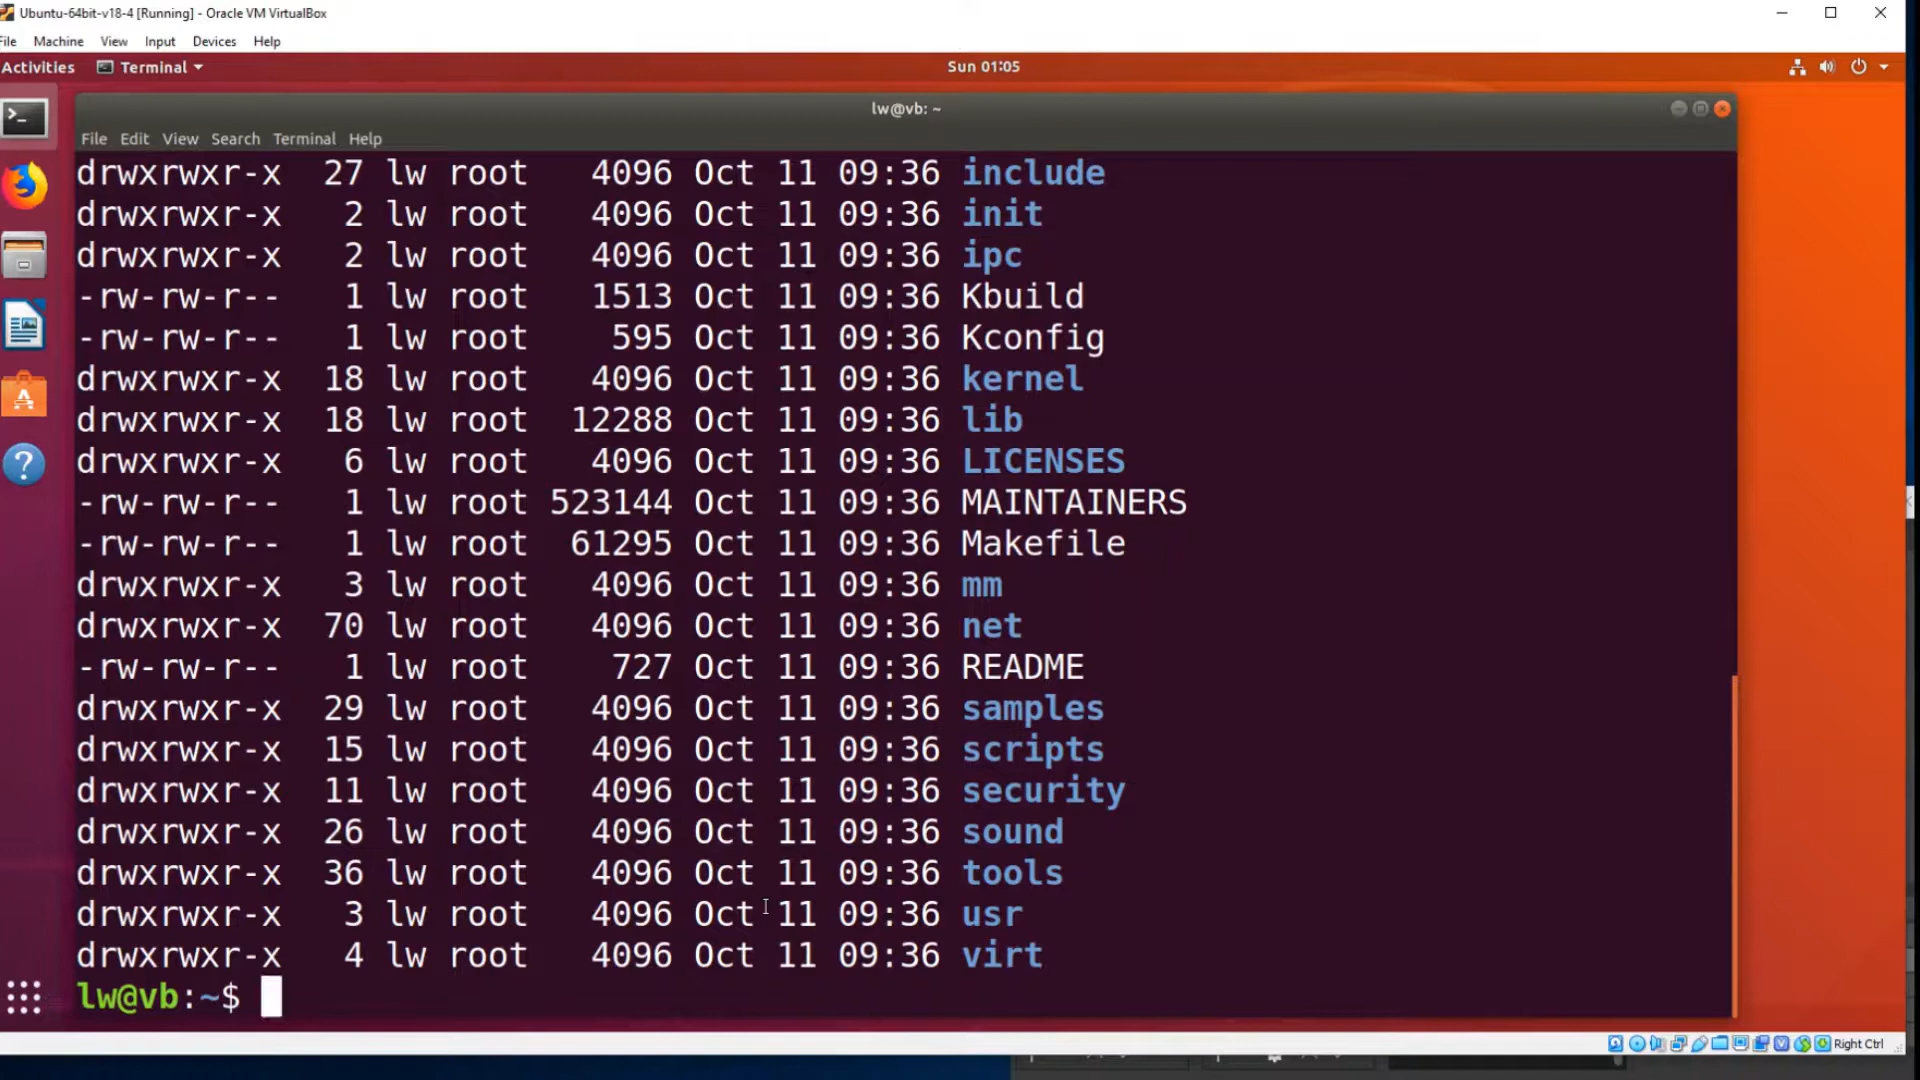 Ubuntu-64bit-v18-4 [Running] - Oracle VM VirtualBox
File Machine View Input Devices Help
Activities Terminal Sun 01:05
lw@vb: ~
File Edit View Search Terminal Help
drwxrwxr-x 27 lw root 4096 Oct 11 09:36 include
drwxrwxr-x 2 lw root 4096 Oct 11 09:36 init
drwxrwxr-x 2 lw root 4096 Oct 11 09:36 ipc
-rw-rw-r-- 1 lw root 1513 Oct 11 09:36 Kbuild
-rw-rw-r-- 1 lw root 595 Oct 11 09:36 Kconfig
drwxrwxr-x 18 lw root 4096 Oct 11 09:36 kernel
drwxrwxr-x 18 lw root 12288 Oct 11 09:36 lib
drwxrwxr-x 6 lw root 4096 Oct 11 09:36 LICENSES
-rw-rw-r-- 1 lw root 523144 Oct 11 09:36 MAINTAINERS
-rw-rw-r-- 1 lw root 61295 Oct 11 09:36 Makefile
drwxrwxr-x 3 lw root 4096 Oct 11 09:36 mm
drwxrwxr-x 70 lw root 4096 Oct 11 09:36 net
-rw-rw-r-- 1 lw root 727 Oct 11 09:36 README
drwxrwxr-x 29 lw root 4096 Oct 11 09:36 samples
drwxrwxr-x 15 lw root 4096 Oct 11 09:36 scripts
drwxrwxr-x 11 lw root 4096 Oct 11 09:36 security
drwxrwxr-x 26 lw root 4096 Oct 11 09:36 sound
drwxrwxr-x 36 lw root 4096 Oct 11 09:36 tools
drwxrwxr-x 3 lw root 4096 Oct 11 09:36 usr
drwxrwxr-x 4 lw root 4096 Oct 11 09:36 virt
lw@vb:~$
Right Ctrl